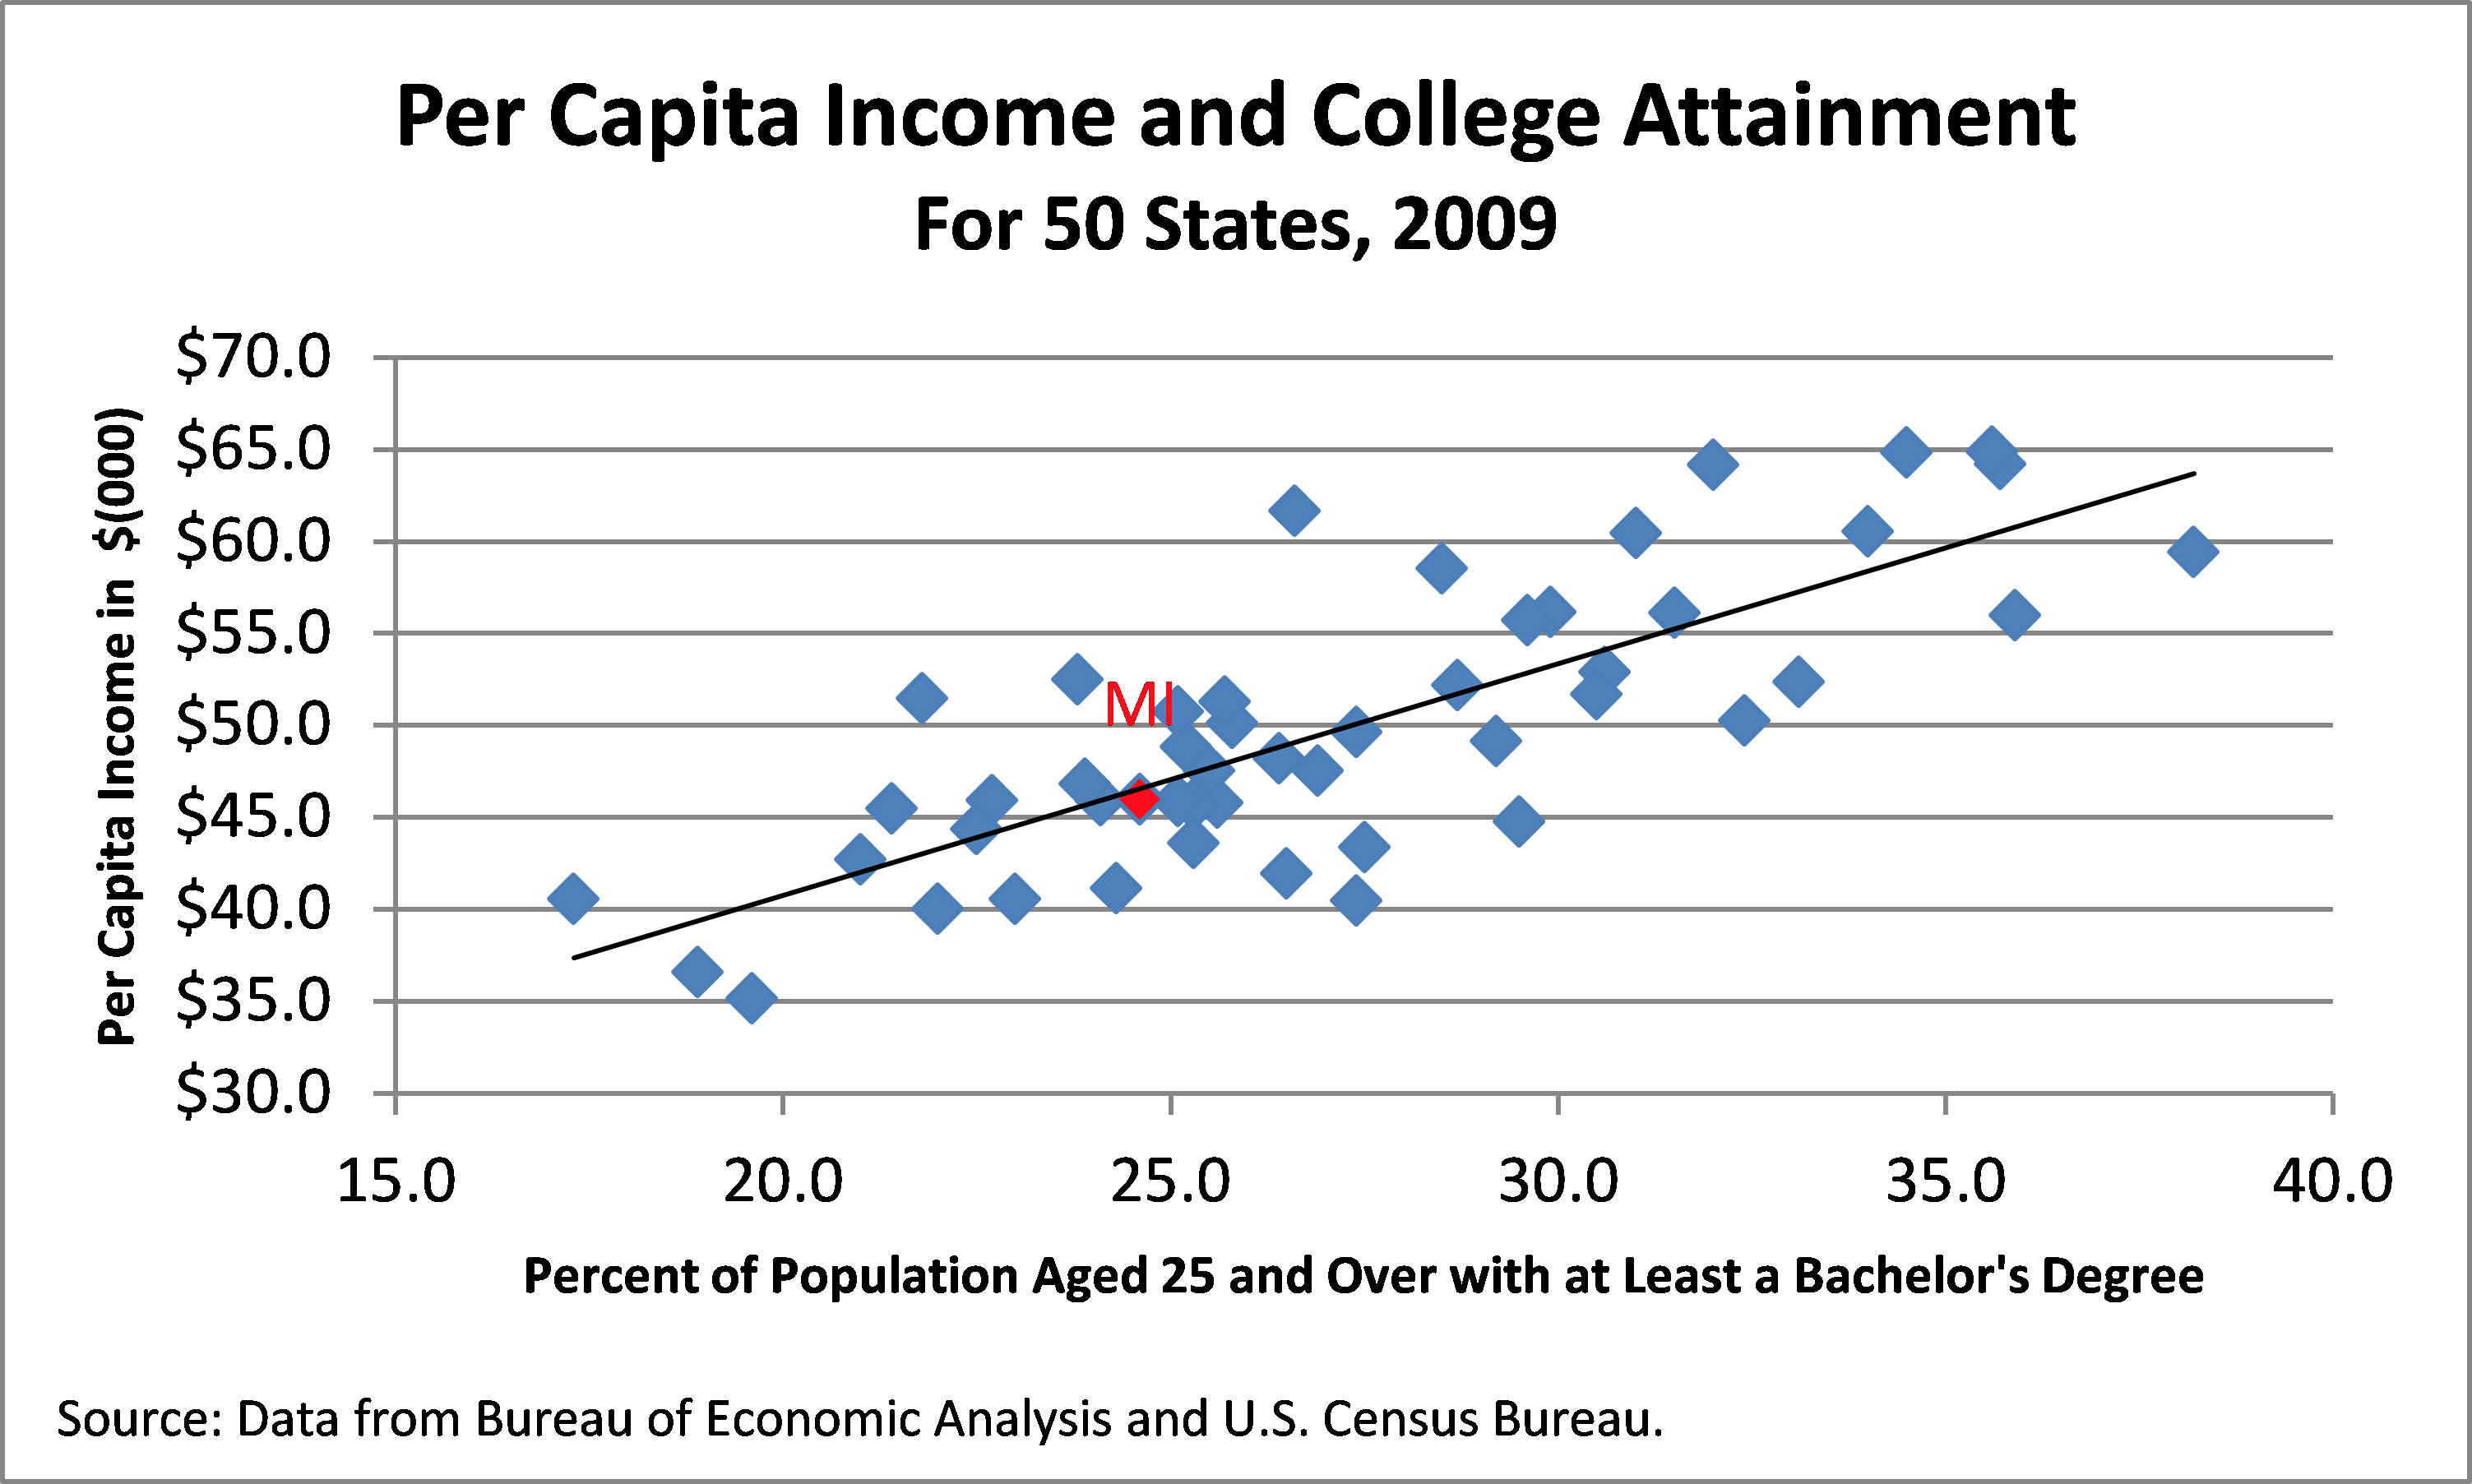 Per Capita Income and College Attainment
For 50 States, 2009
Per Capita Income in  $(000)
$70.0
$65.0
$60.0
$55.0
$50.0
$45.0
$40.0
$35.0
$30.0
MI
15.0 20.0 25.0 30.0 35.0 40.0
Percent of Population Aged 25 and Over with at Least a Bachelor's Degree
Source: Data from Bureau of Economic Analysis and U.S. Census Bureau.